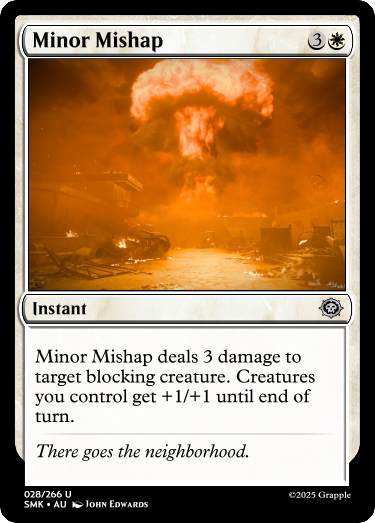 Minor Mishap 3
Instant
Minor Mishap deals 3 damage to
target blocking creature. Creatures
you control get +1/+1 until end of
turn.
There goes the neighborhood.
028/266 U
SMK • AU John Edwards
©2025 Grapple